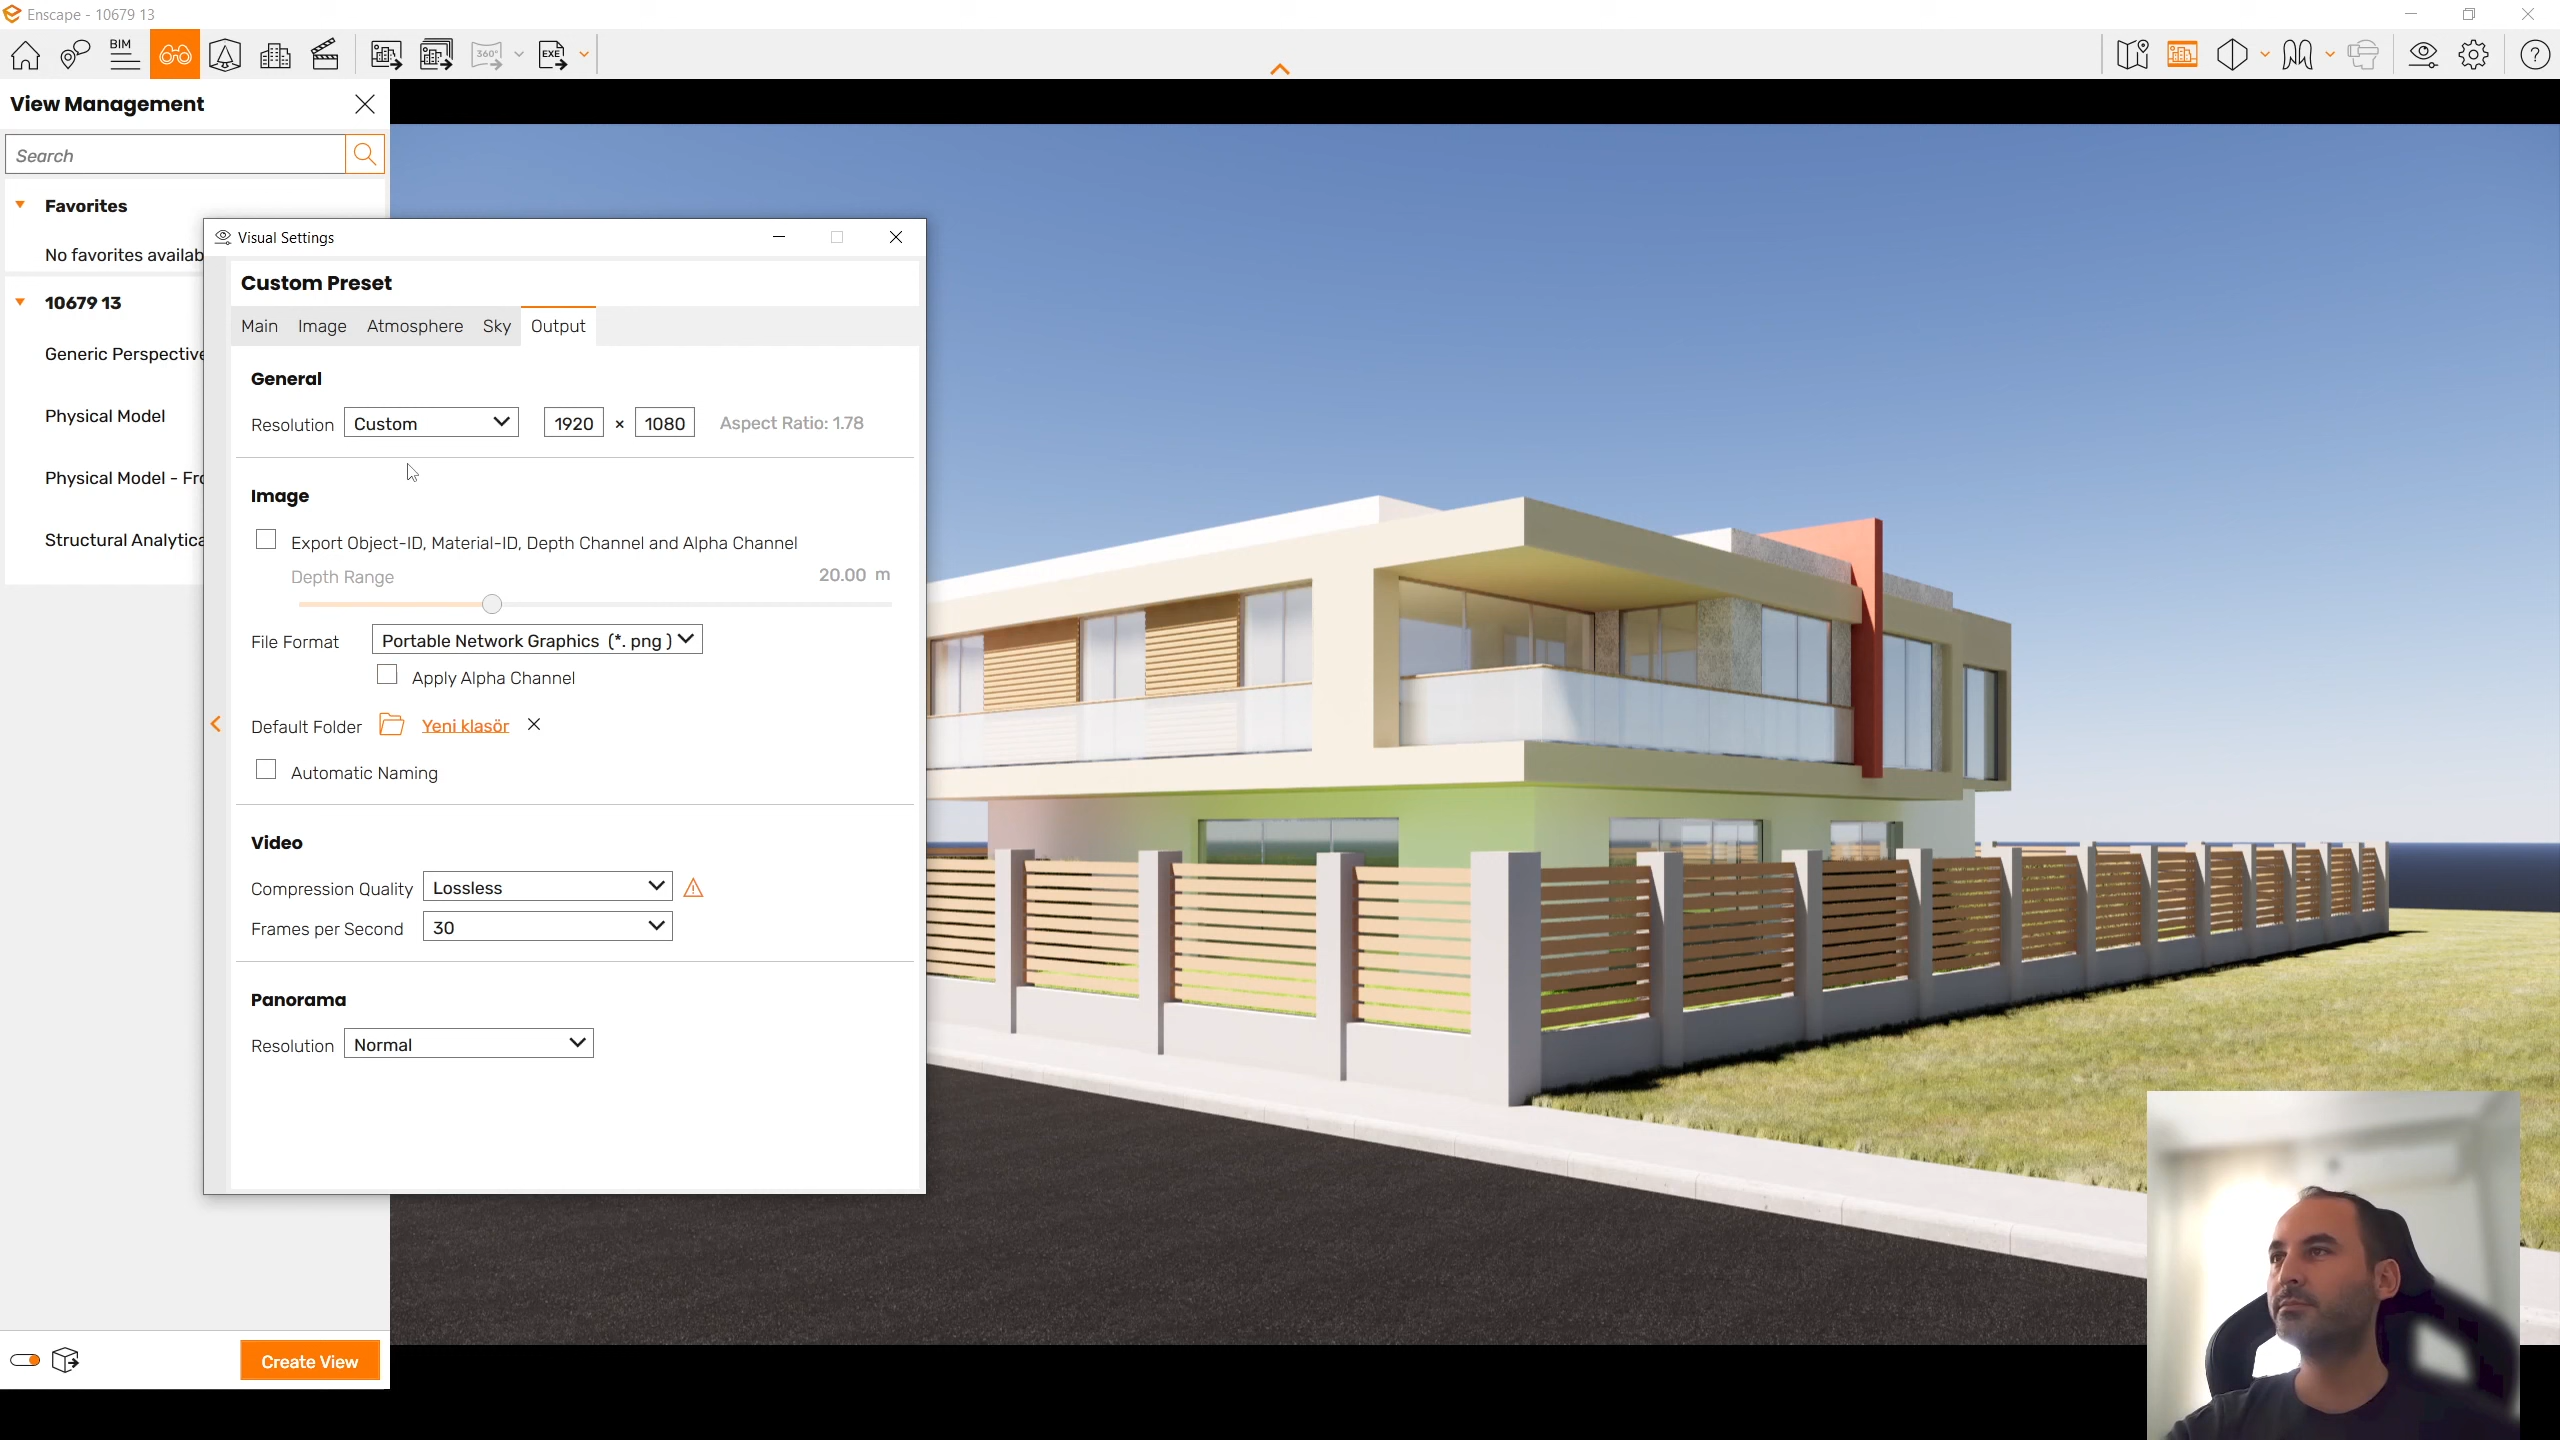 Enscape - 10679 13
BIM
360°
EXE
View Management
Search
Favorites
No favorites availab
10679 13
Generic Perspective
Physical Model
Physical Model - Fro
Structural Analytica
Create View
Visual Settings
Custom Preset
Main Image Atmosphere Sky Output
General
Resolution Custom 1920 × 1080 Aspect Ratio: 1.78
Image
Export Object-ID, Material-ID, Depth Channel and Alpha Channel
Depth Range 20.00 m
File Format Portable Network Graphics (*. png )
Apply Alpha Channel
Default Folder Yeni klasör
Automatic Naming
Video
Compression Quality Lossless
Frames per Second 30
Panorama
Resolution Normal